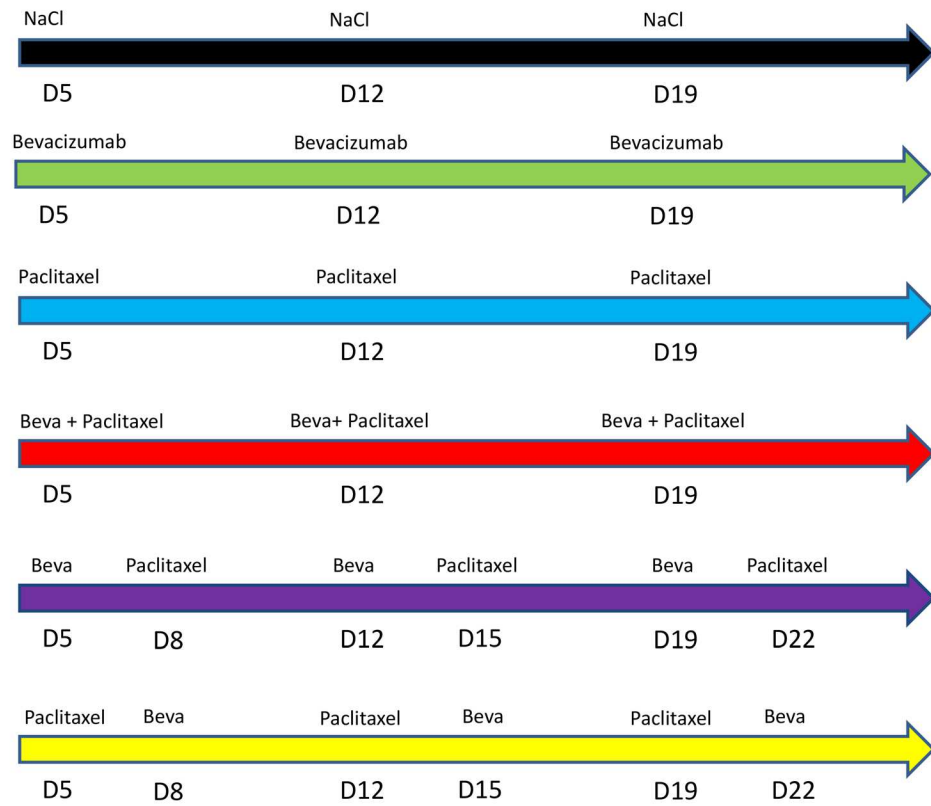 NaCl NaCl NaCl
D5 D12 D19
Bevacizumab Bevacizumab Bevacizumab
D5 D12 D19
Paclitaxel Paclitaxel Paclitaxel
D5 D12 D19
Beva + Paclitaxel Beva+ Paclitaxel Beva + Paclitaxel
D5 D12 D19
Beva Paclitaxel Beva Paclitaxel Beva Paclitaxel
D5 D8 D12 D15 D19 D22
Paclitaxel Beva Paclitaxel Beva Paclitaxel Beva
D5 D8 D12 D15 D19 D22